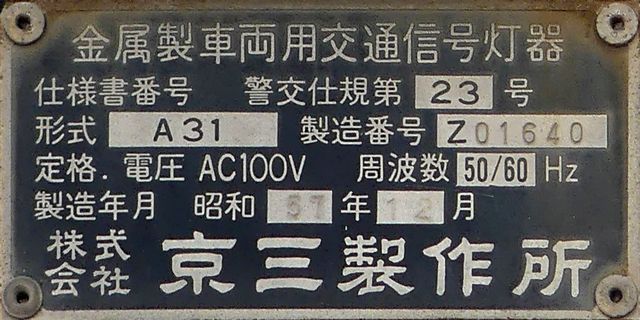 金属製車両用交通信号灯器
仕様書番号 警交仕規第 23 号
形式 A31 製造番号 Z01640
定格. 電圧 AC100V 周波数 50/60 Hz
製造年月 昭和 57 年 12 月
株式会社 京三製作所